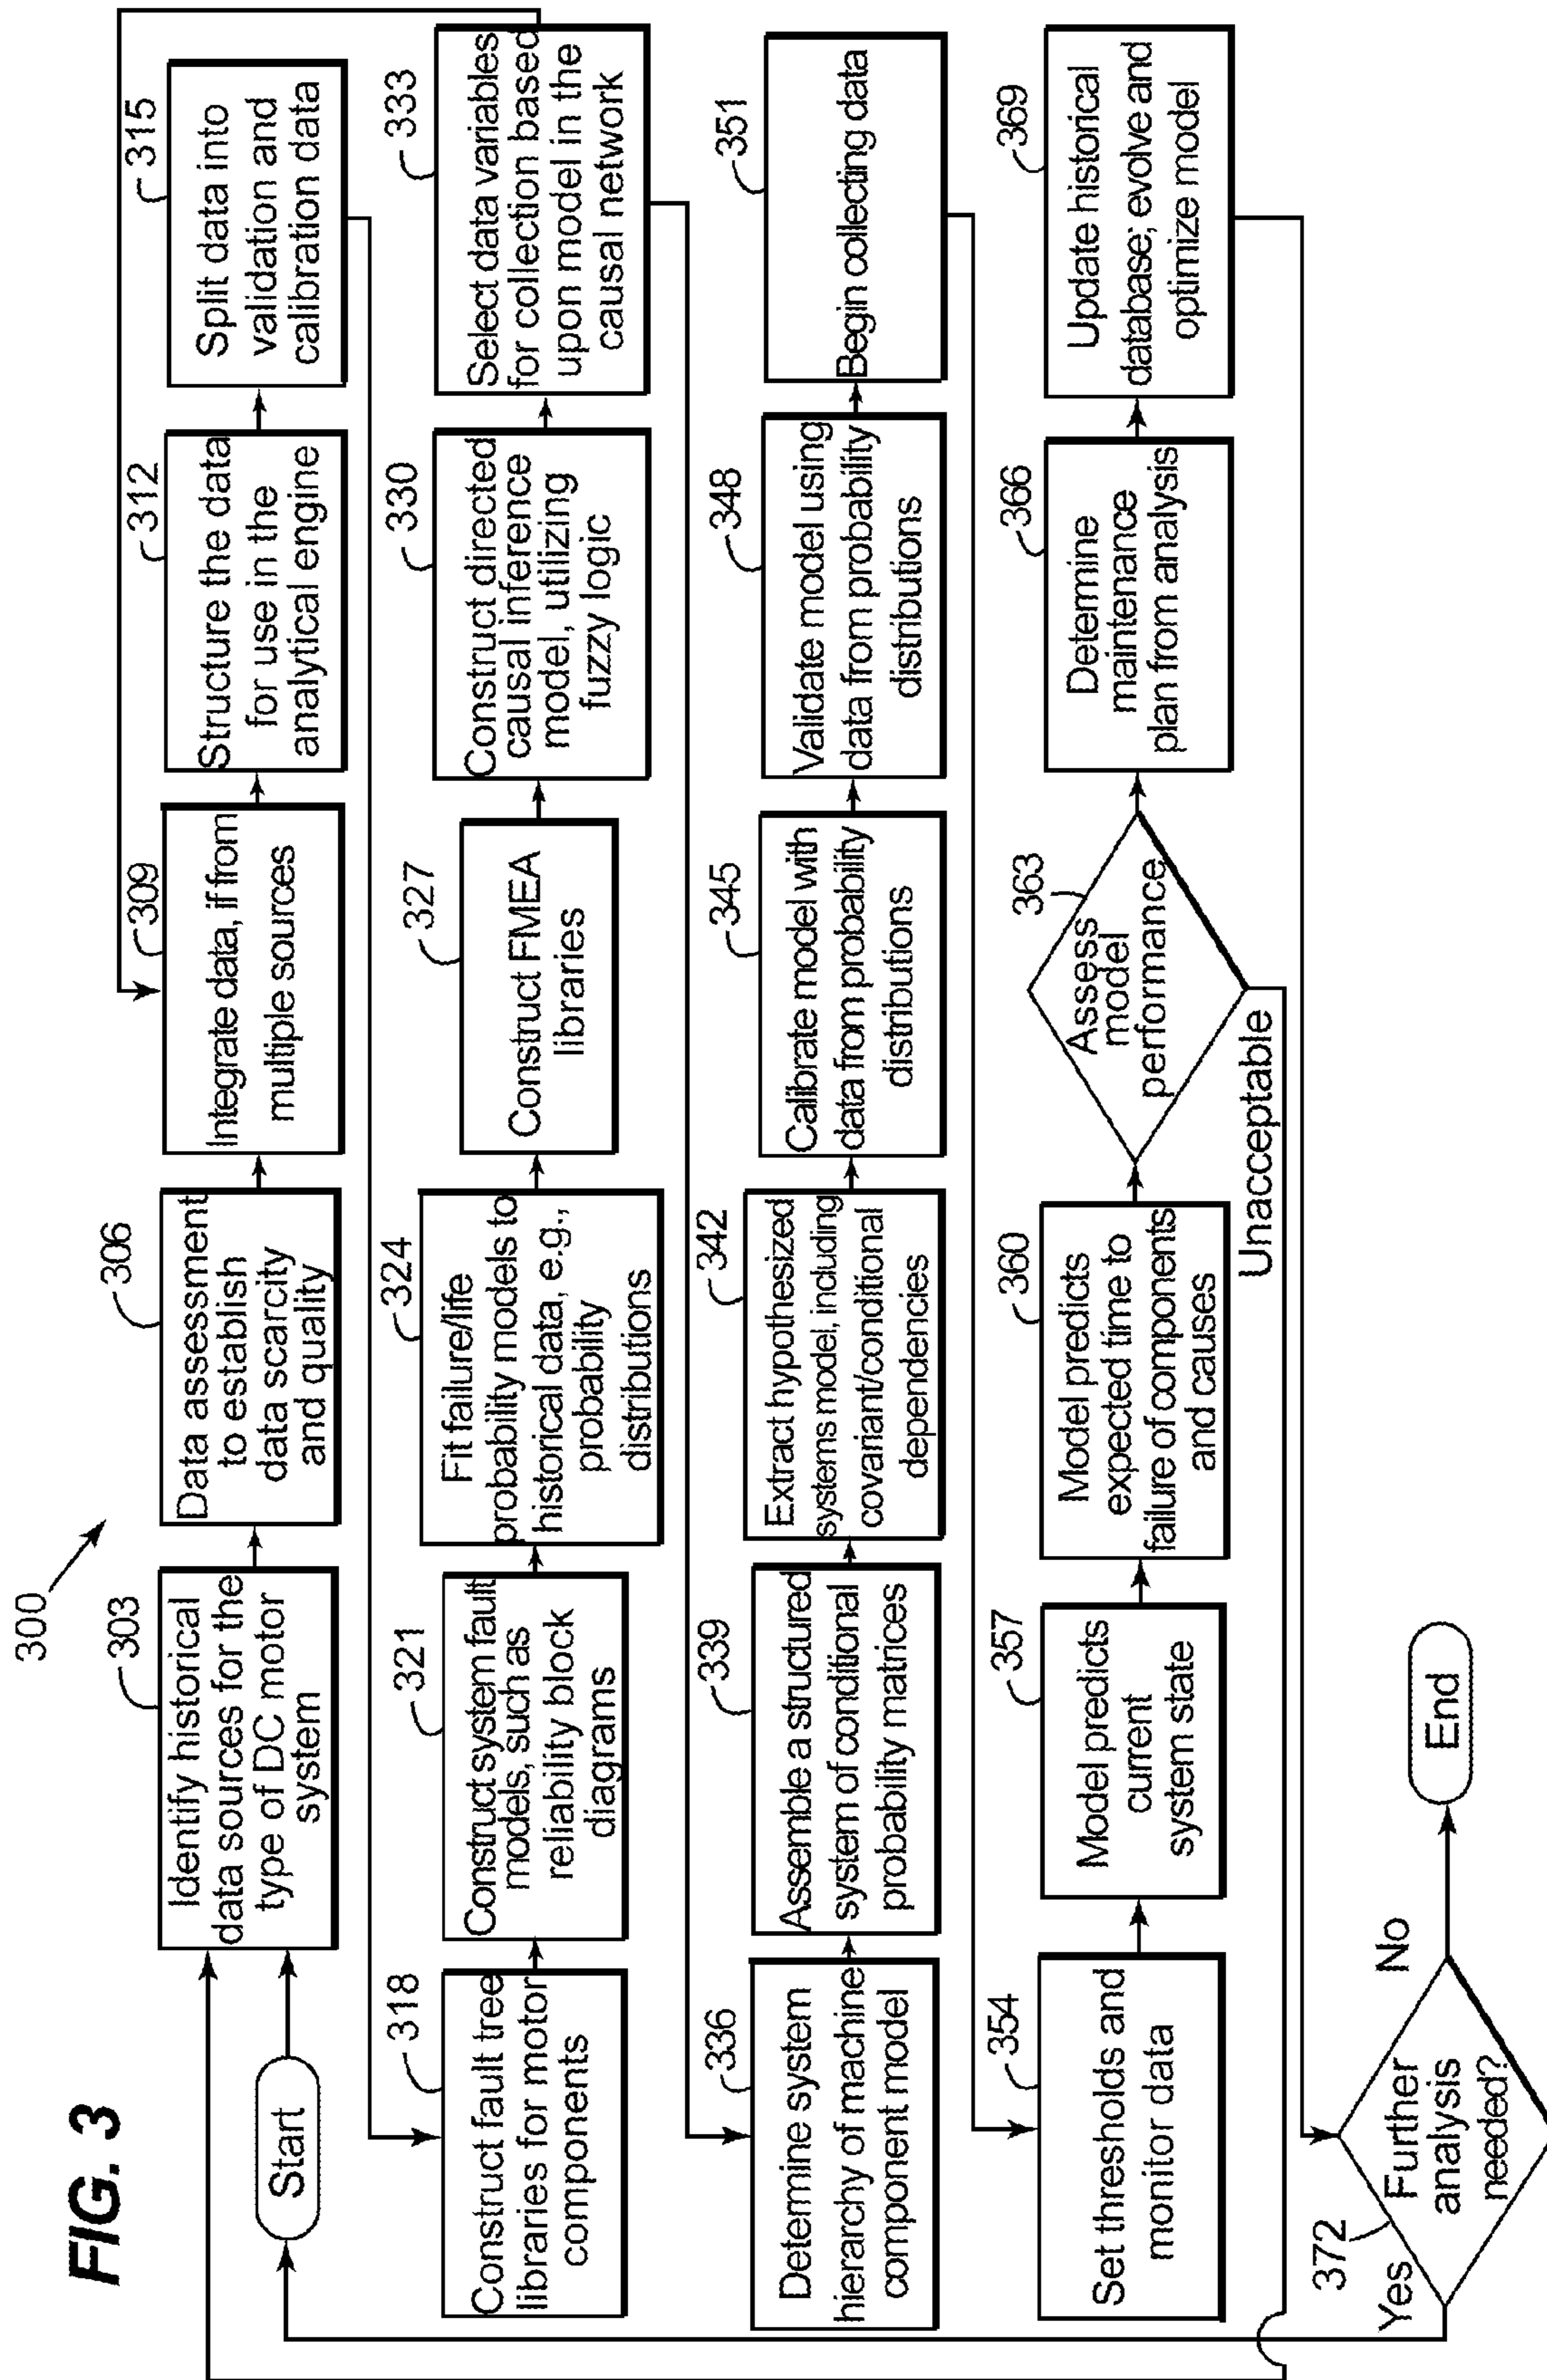 FIG. 3
300
Start
303
Identify historical
data sources for the
type of DC motor
system
306
Data assessment
to establish
data scarcity
and quality
309
Integrate data, if from
multiple sources
312
Structure the data
for use in the
analytical engine
315
Split data into
validation and
calibration data
318
Construct fault tree
libraries for motor
components
321
Construct system fault
models, such as
reliability block
diagrams
324
Fit failure/life
probability models to
historical data, e.g.,
probability
distributions
327
Construct FMEA
libraries
330
Construct directed
causal inference
model, utilizing
fuzzy logic
333
Select data variables
for collection based
upon model in the
causal network
336
Determine system
hierarchy of machine
component model
339
Assemble a structured
system of conditional
probability matrices
342
Extract hypothesized
systems model, including
covariant/conditional
dependencies
345
Calibrate model with
data from probability
distributions
348
Validate model using
data from probability
distributions
351
Begin collecting data
354
Set thresholds and
monitor data
357
Model predicts
current
system state
360
Model predicts
expected time to
failure of components
and causes
363
Assess
model
performance
Unacceptable
366
Determine
maintenance
plan from analysis
369
Update historical
database; evolve and
optimize model
372
Yes
Further
analysis
needed?
No
End